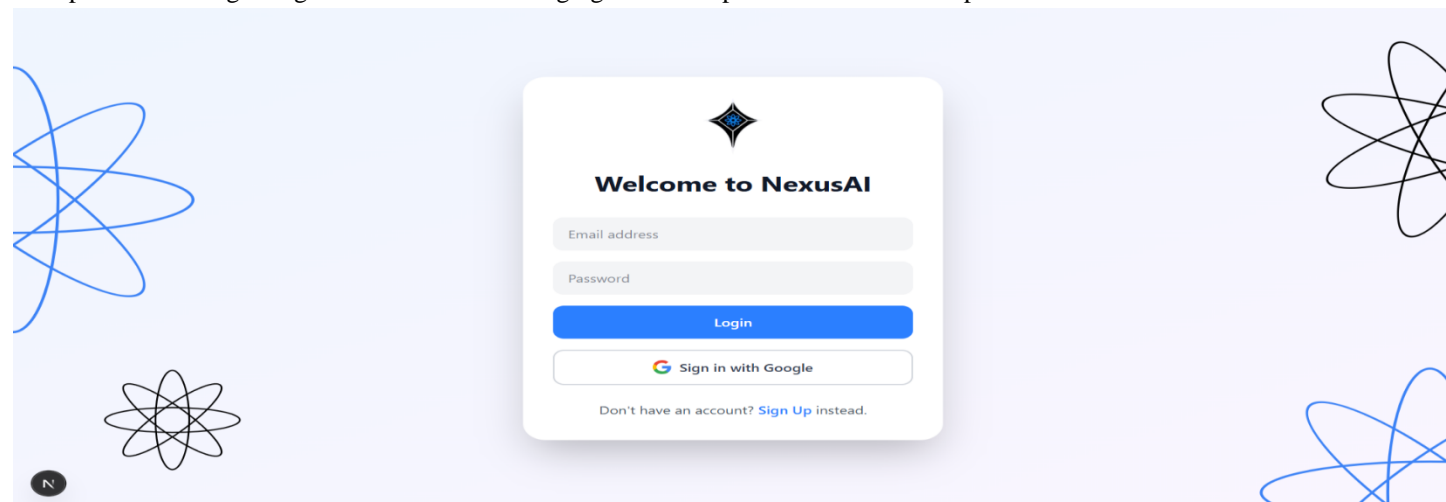 Welcome to NexusAI
Email address
Password
Login
Sign in with Google
Don't have an account? Sign Up instead.
N